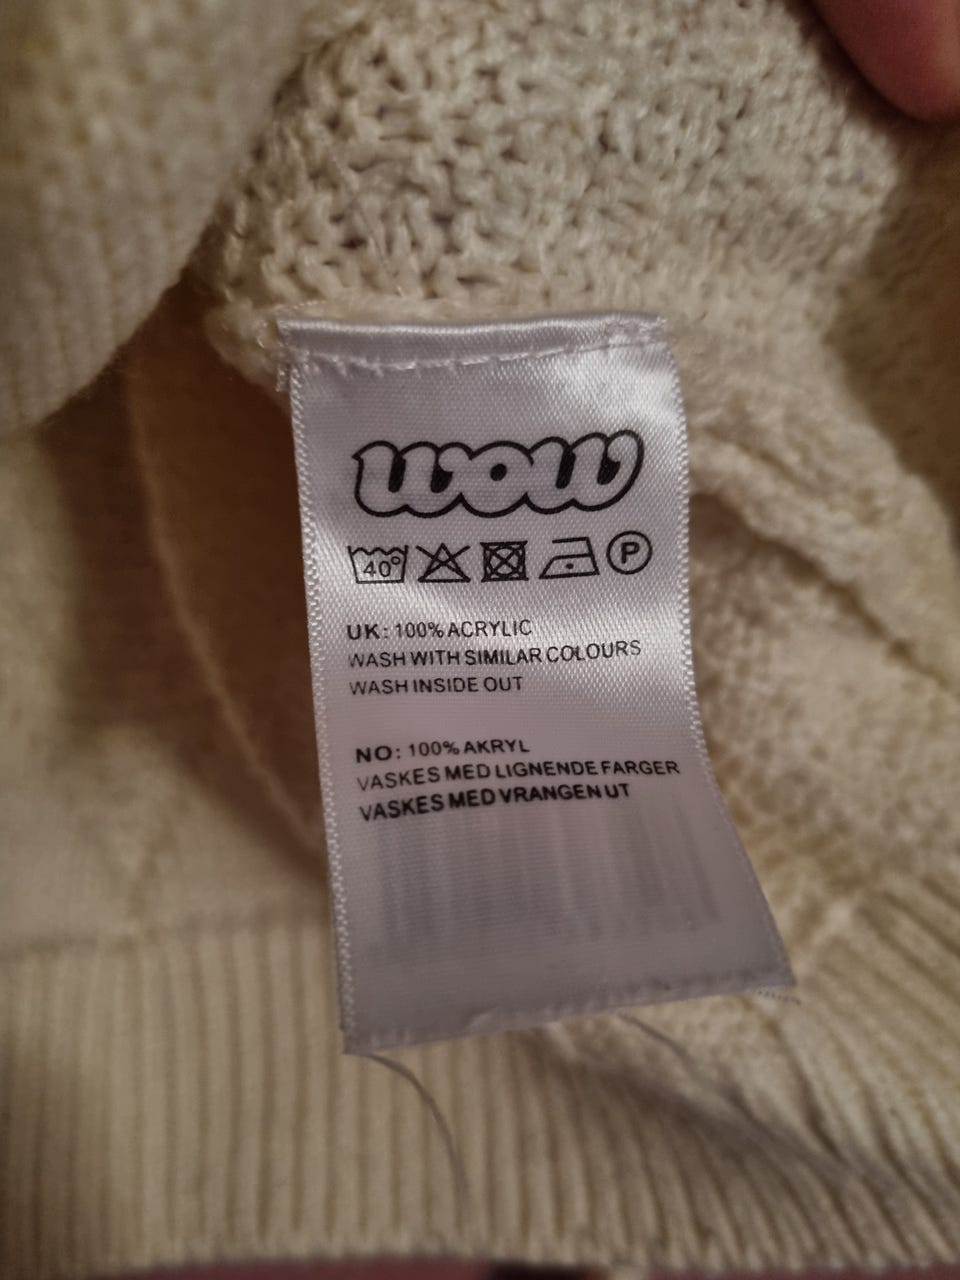 wow
40°
P
UK: 100% ACRYLIC
WASH WITH SIMILAR COLOURS
WASH INSIDE OUT
NO: 100% AKRYL
VASKES MED LIGNENDE FARGER
VASKES MED VRANGEN UT